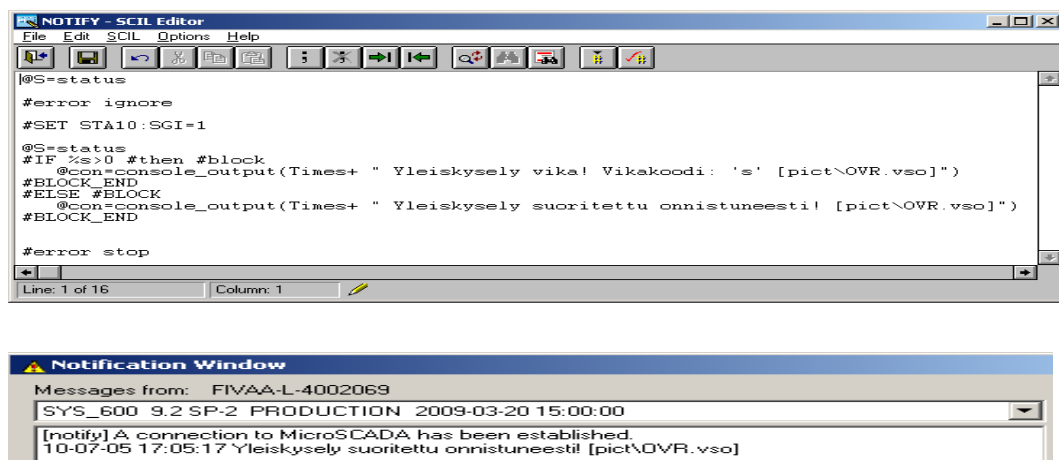 NOTIFY - SCIL Editor
File Edit SCIL Options Help
@S=status
#error ignore
#SET STA10:SGI=1
@S=status
#IF %s>0 #then #block
@con=console_output(Times+ " Yleiskysely vika! Vikakoodi: 's' [pict\OVR.vso]")
#BLOCK_END
#ELSE #BLOCK
@con=console_output(Times+ " Yleiskysely suoritettu onnistuneesti! [pict\OVR.vso]")
#BLOCK_END
#error stop
Line: 1 of 16 Column: 1
Notification Window
Messages from: FIVAA-L-4002069
SYS_600 9.2 SP-2 PRODUCTION 2009-03-20 15:00:00
[notify] A connection to MicroSCADA has been established.
10-07-05 17:05:17 Yleiskysely suoritettu onnistuneesti! [pict\OVR.vso]